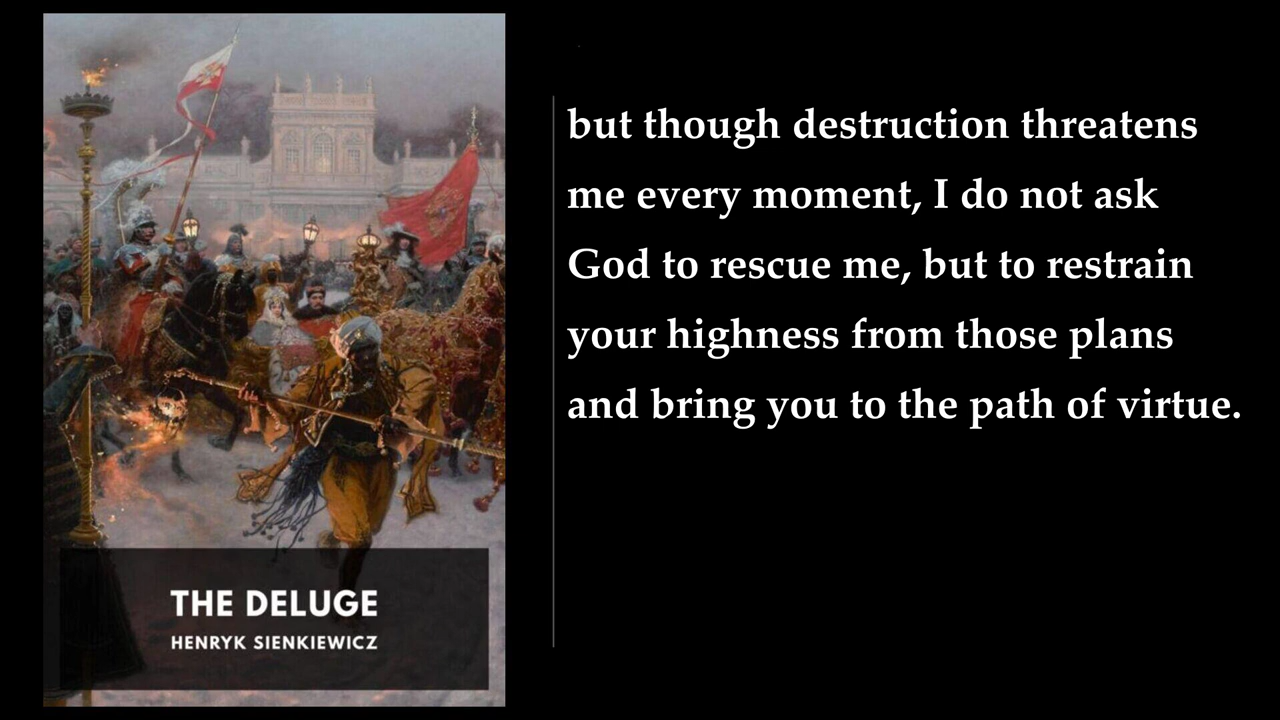 but though destruction threatens
me every moment, I do not ask
God to rescue me, but to restrain
your highness from those plans
and bring you to the path of virtue.
THE DELUGE
HENRYK SIENKIEWICZ